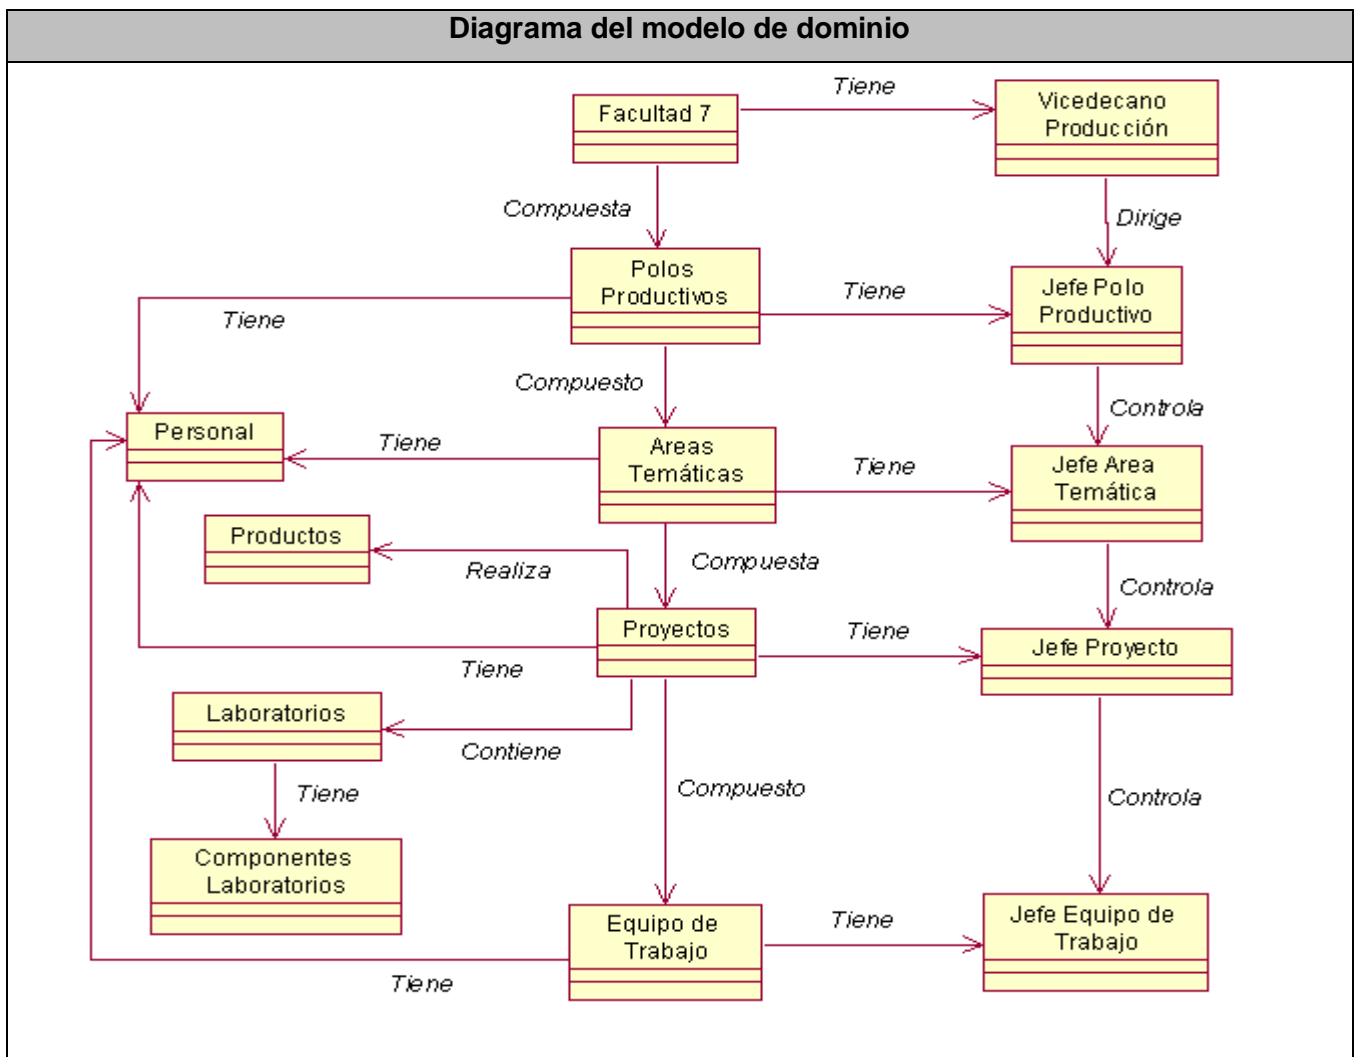 Diagrama del modelo de dominio
Tiene
Facultad 7
Vicedecano
Producción
Compuesta
Dirige
Polos
Productivos
Tiene
Jefe Polo
Productivo
Tiene
Compuesto
Controla
Personal
Tiene
Areas
Temáticas
Tiene
Jefe Area
Temática
Productos
Realiza
Compuesta
Controla
Proyectos
Tiene
Jefe Proyecto
Tiene
Laboratorios
Contiene
Tiene
Compuesto
Controla
Componentes
Laboratorios
Equipo de
Trabajo
Tiene
Jefe Equipo de
Trabajo
Tiene